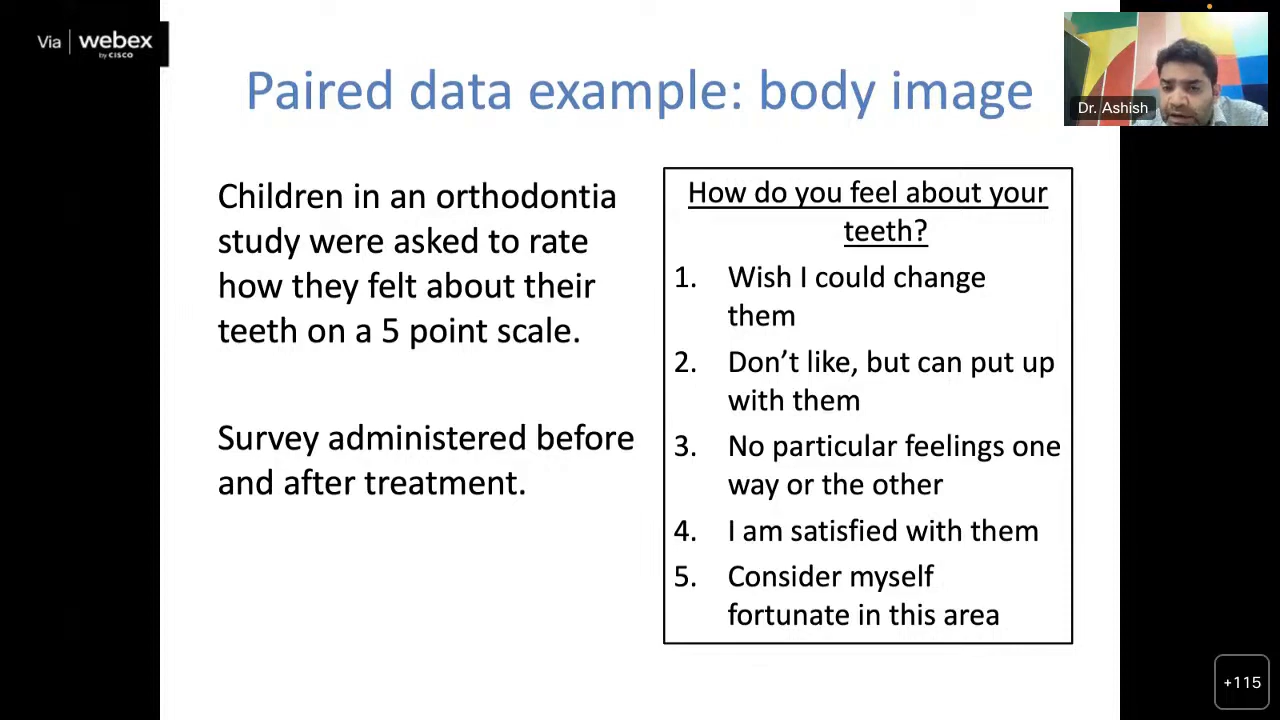 Via webex
by CISCO
Paired data example: body image
Dr. Ashish
Children in an orthodontia
study were asked to rate
how they felt about their
teeth on a 5 point scale.
Survey administered before
and after treatment.
How do you feel about your
teeth?
1. Wish I could change
them
2. Don’t like, but can put up
with them
3. No particular feelings one
way or the other
4. I am satisfied with them
5. Consider myself
fortunate in this area
+115